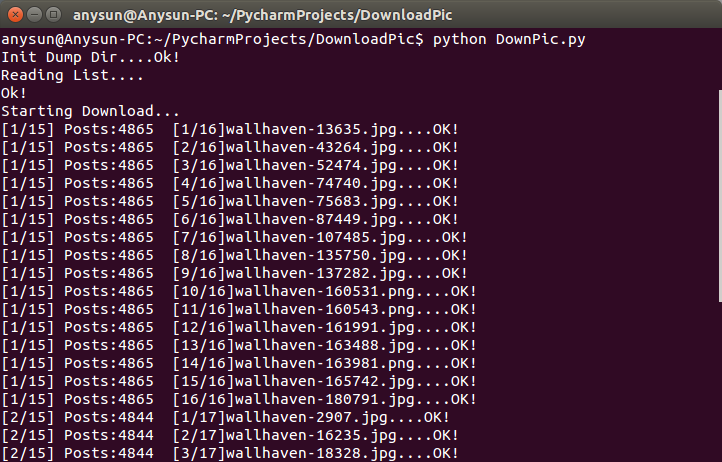 anysun@Anysun-PC: ~/PycharmProjects/DownloadPic
anysun@Anysun-PC:~/PycharmProjects/DownloadPic$ python DownPic.py
Init Dump Dir....Ok!
Reading List....
Ok!
Starting Download...
[1/15] Posts:4865  [1/16]wallhaven-13635.jpg....OK!
[1/15] Posts:4865  [2/16]wallhaven-43264.jpg....OK!
[1/15] Posts:4865  [3/16]wallhaven-52474.jpg....OK!
[1/15] Posts:4865  [4/16]wallhaven-74740.jpg....OK!
[1/15] Posts:4865  [5/16]wallhaven-75683.jpg....OK!
[1/15] Posts:4865  [6/16]wallhaven-87449.jpg....OK!
[1/15] Posts:4865  [7/16]wallhaven-107485.jpg....OK!
[1/15] Posts:4865  [8/16]wallhaven-135750.jpg....OK!
[1/15] Posts:4865  [9/16]wallhaven-137282.jpg....OK!
[1/15] Posts:4865  [10/16]wallhaven-160531.png....OK!
[1/15] Posts:4865  [11/16]wallhaven-160543.png....OK!
[1/15] Posts:4865  [12/16]wallhaven-161991.jpg....OK!
[1/15] Posts:4865  [13/16]wallhaven-163488.jpg....OK!
[1/15] Posts:4865  [14/16]wallhaven-163981.png....OK!
[1/15] Posts:4865  [15/16]wallhaven-165742.jpg....OK!
[1/15] Posts:4865  [16/16]wallhaven-180791.jpg....OK!
[2/15] Posts:4844  [1/17]wallhaven-2907.jpg....OK!
[2/15] Posts:4844  [2/17]wallhaven-16235.jpg....OK!
[2/15] Posts:4844  [3/17]wallhaven-18328.jpg....OK!